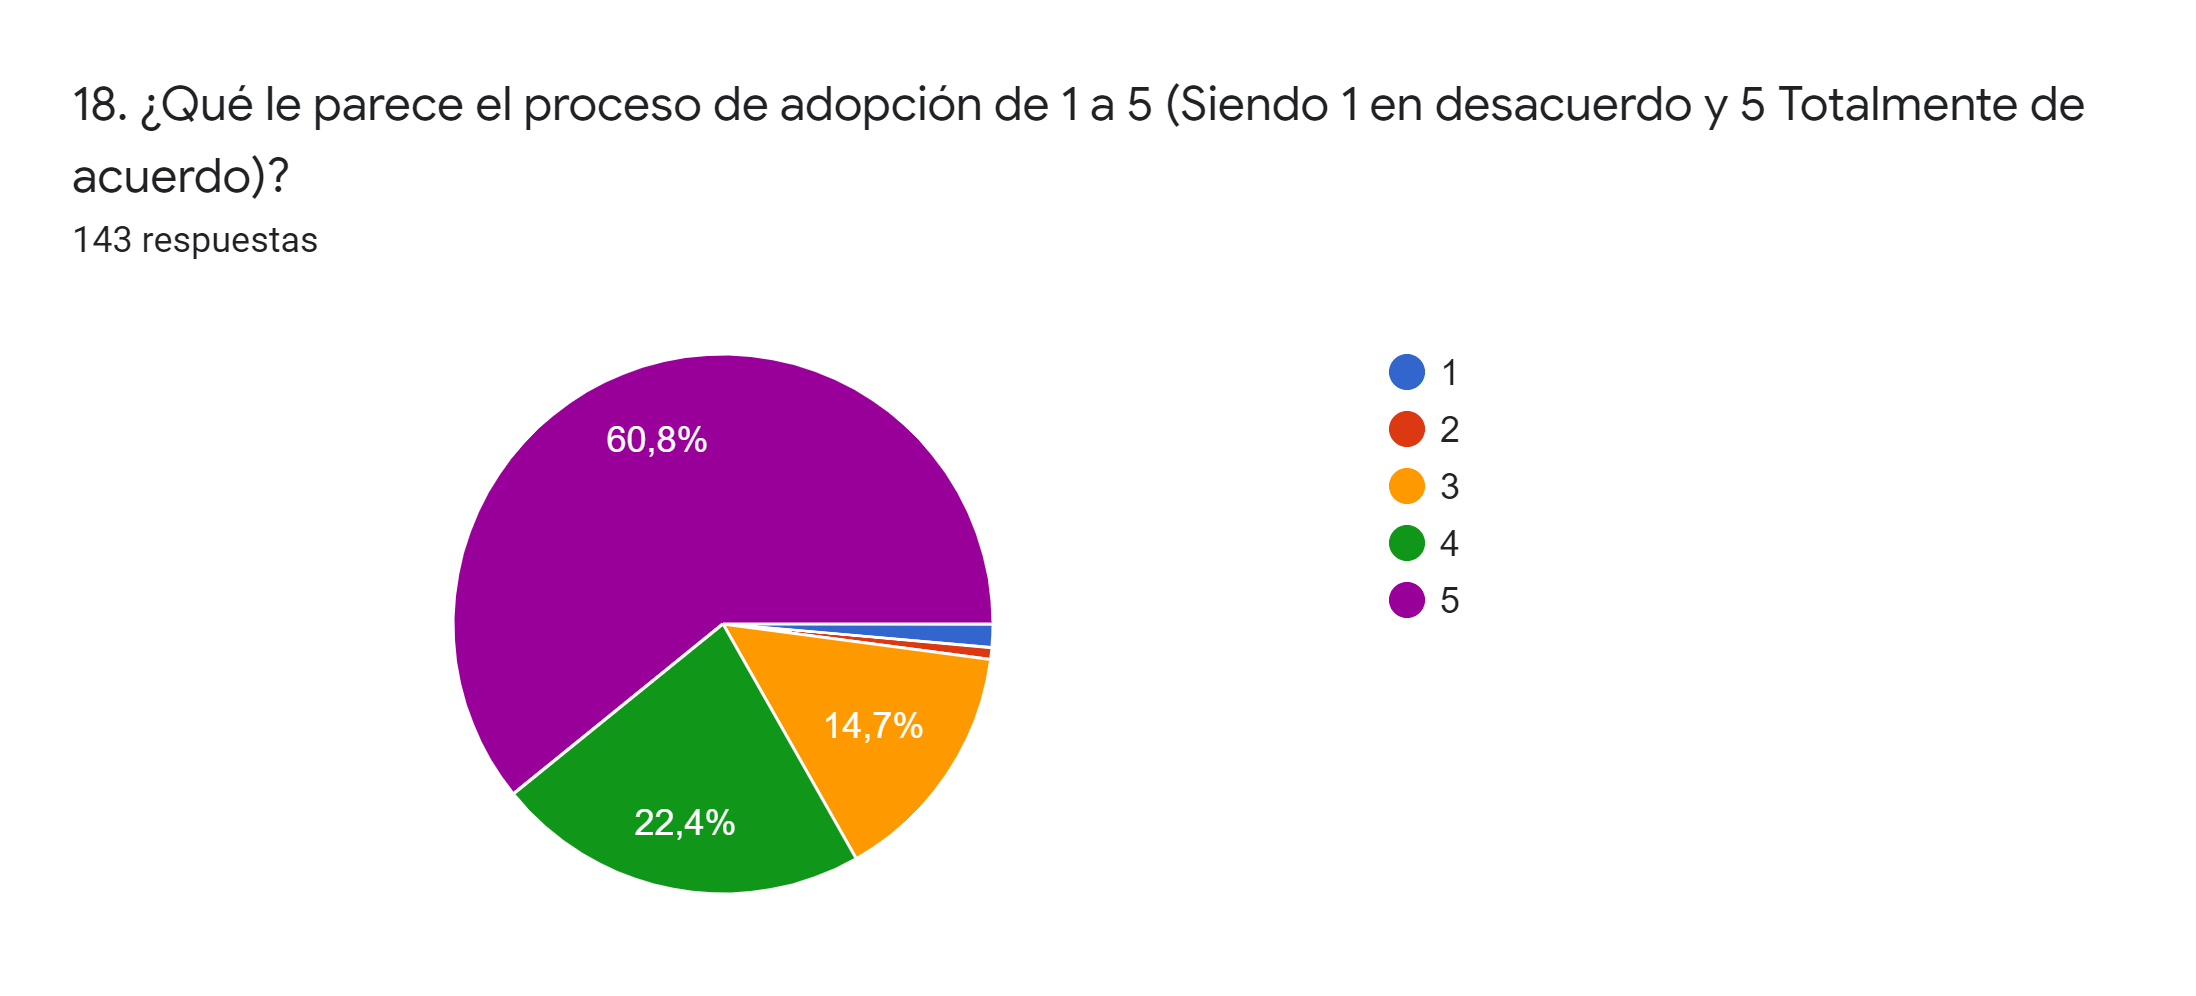 18. ¿Qué le parece el proceso de adopción de 1 a 5 (Siendo 1 en desacuerdo y 5 Totalmente de
acuerdo)?
143 respuestas
60,8%
14,7%
22,4%
1
2
3
4
5